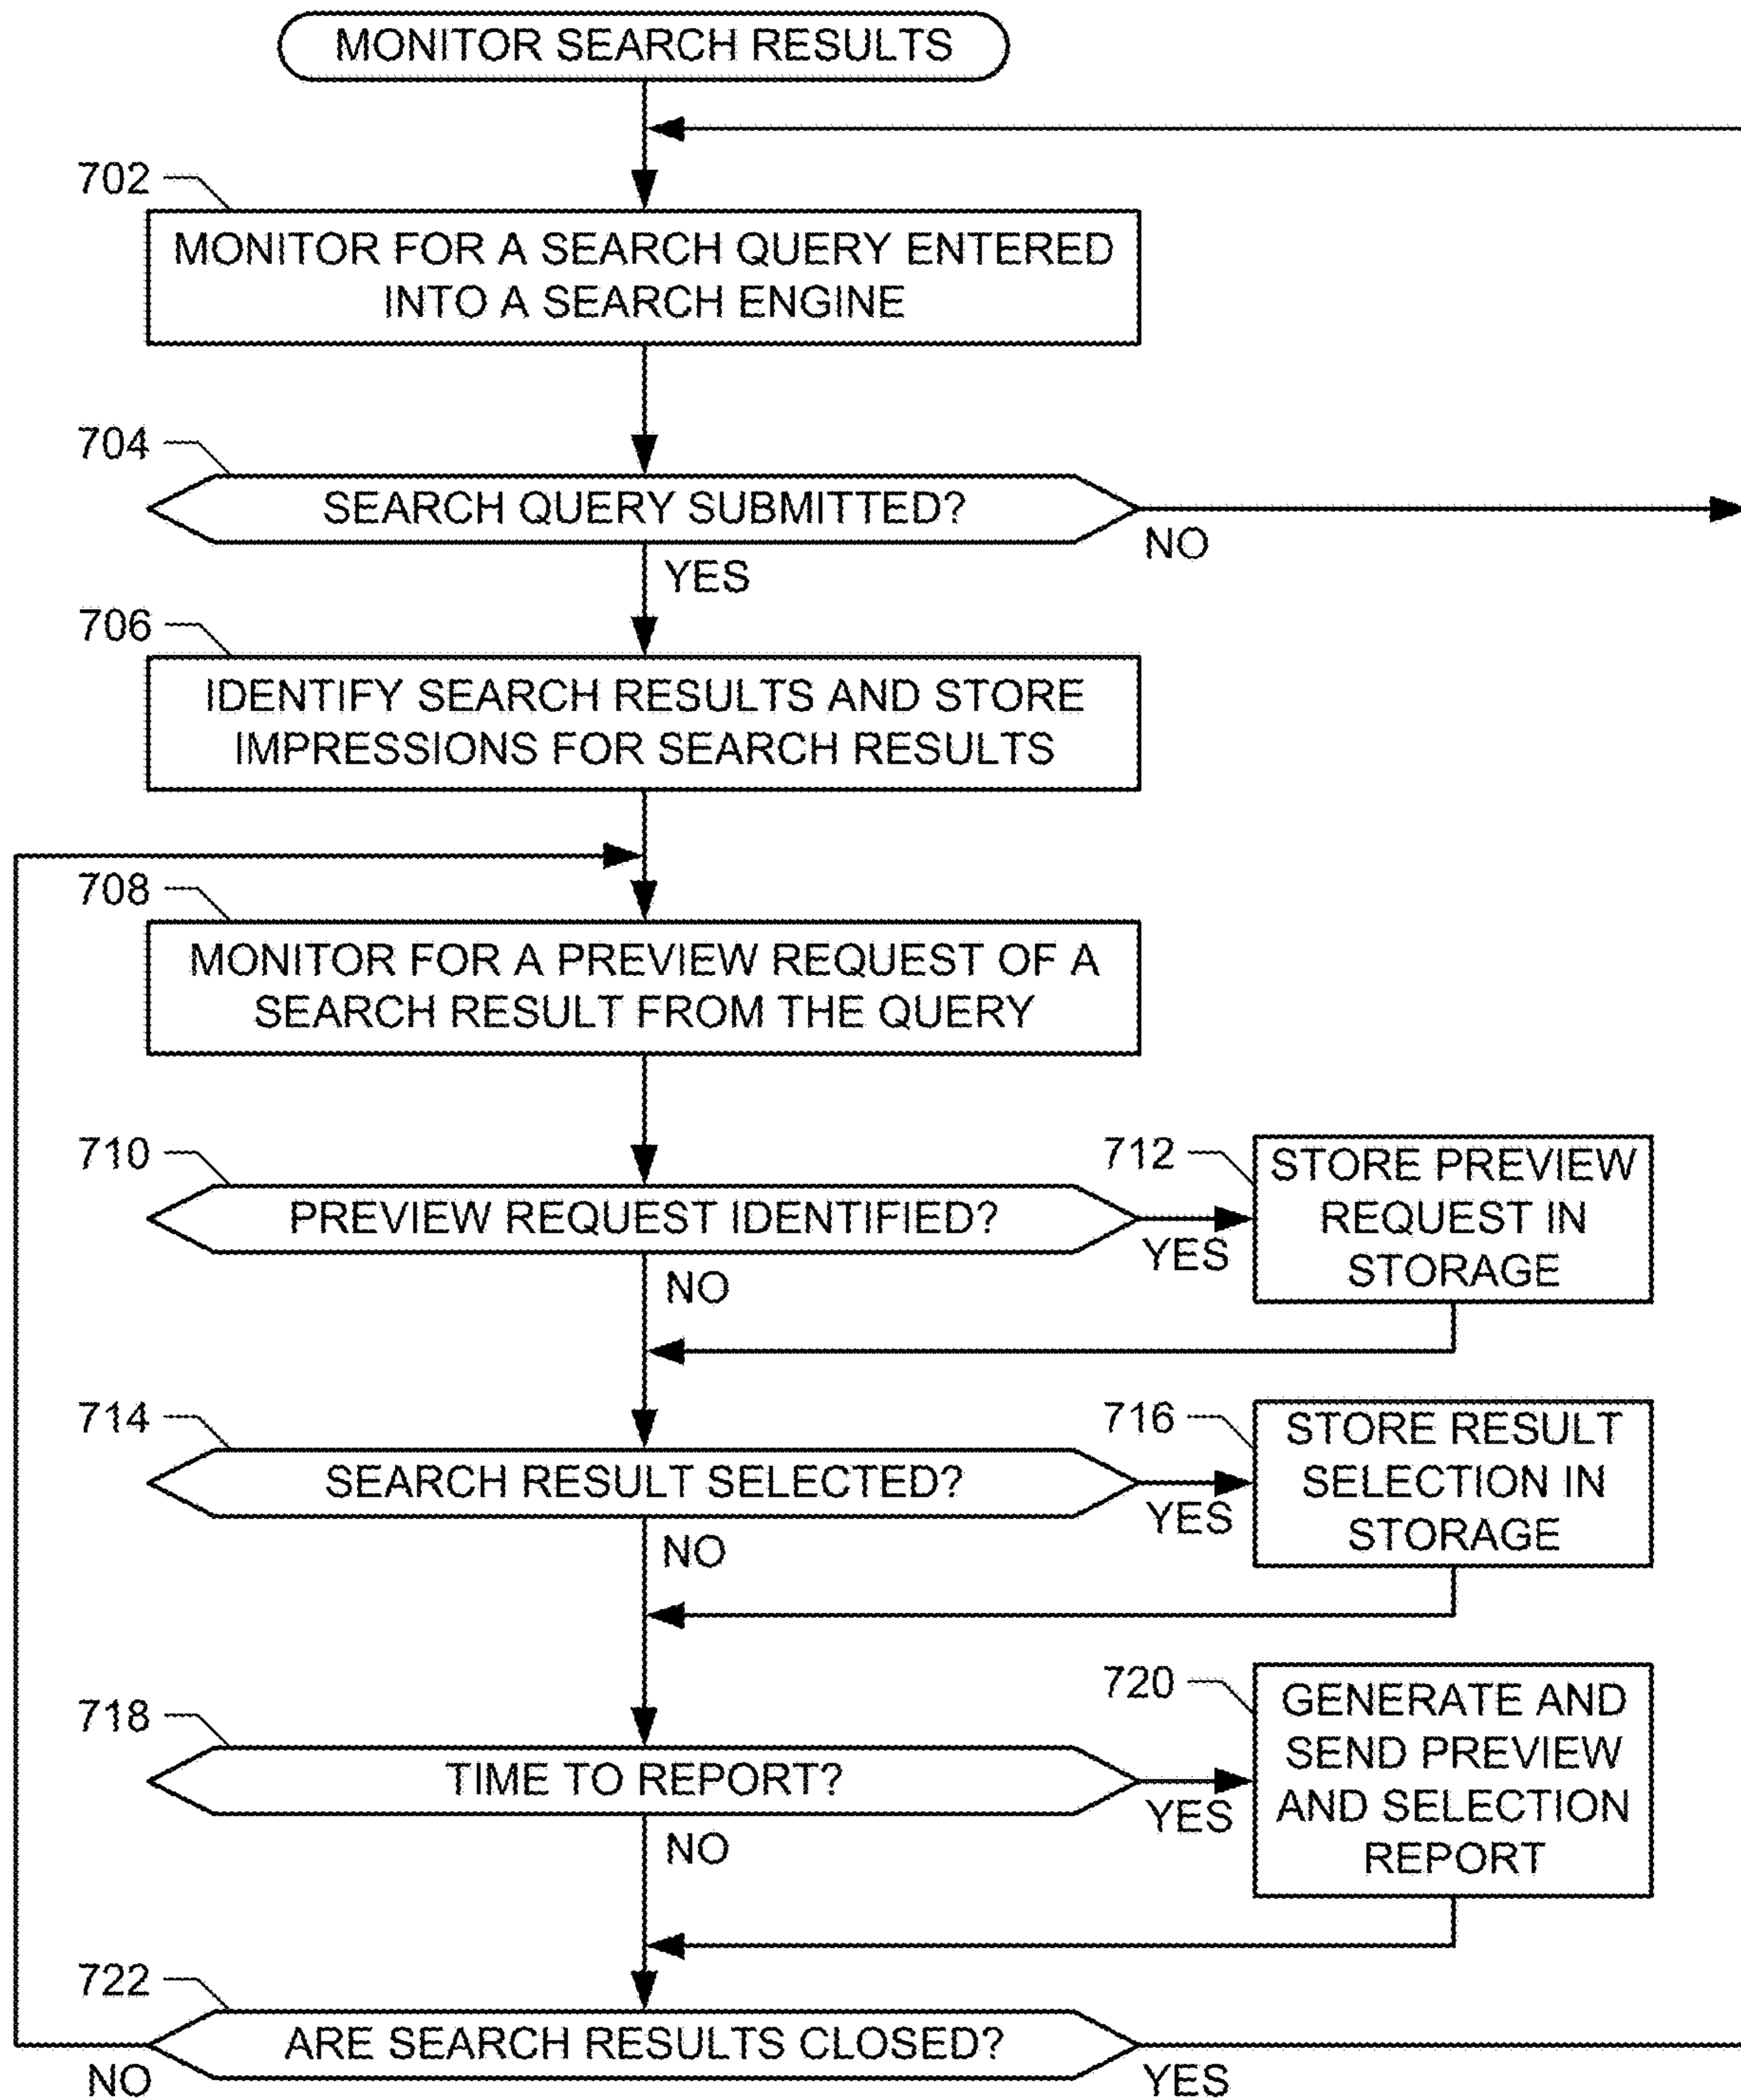 MONITOR SEARCH RESULTS
702
MONITOR FOR A SEARCH QUERY ENTERED
INTO A SEARCH ENGINE
704
SEARCH QUERY SUBMITTED?
NO
YES
706
IDENTIFY SEARCH RESULTS AND STORE
IMPRESSIONS FOR SEARCH RESULTS
708
MONITOR FOR A PREVIEW REQUEST OF A
SEARCH RESULT FROM THE QUERY
710
PREVIEW REQUEST IDENTIFIED?
YES
NO
712
STORE PREVIEW
REQUEST IN
STORAGE
714
SEARCH RESULT SELECTED?
YES
NO
716
STORE RESULT
SELECTION IN
STORAGE
718
TIME TO REPORT?
YES
NO
720
GENERATE AND
SEND PREVIEW
AND SELECTION
REPORT
722
ARE SEARCH RESULTS CLOSED?
NO
YES